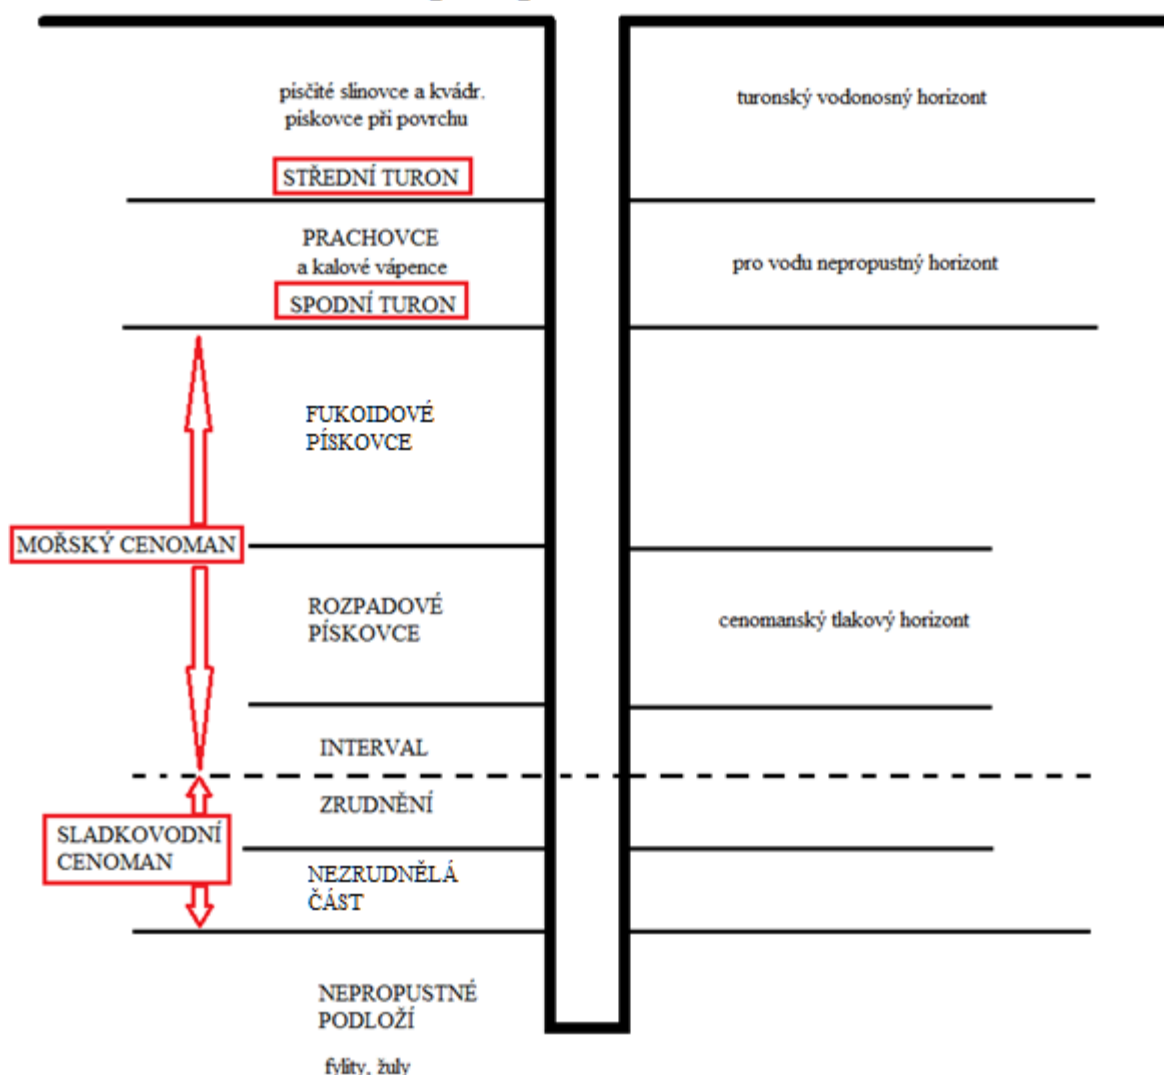 písčité slínovce a kvádr.
pískovce při povrchu
turonský vodonosný horizont
STŘEDNÍ TURON
PRACHOVCE
a kalové vápence
pro vodu nepropustný horizont
SPODNÍ TURON
FUKOIDOVÉ
PÍSKOVCE
MOŘSKÝ CENOMAN
ROZPADOVÉ
PÍSKOVCE
cenomanský tlakový horizont
INTERVAL
ZRUDNĚNÍ
SLADKOVODNÍ
CENOMAN
NEZRUDNĚLÁ
ČÁST
NEPROPUSTNÉ
PODLOŽÍ
fylity, žuly